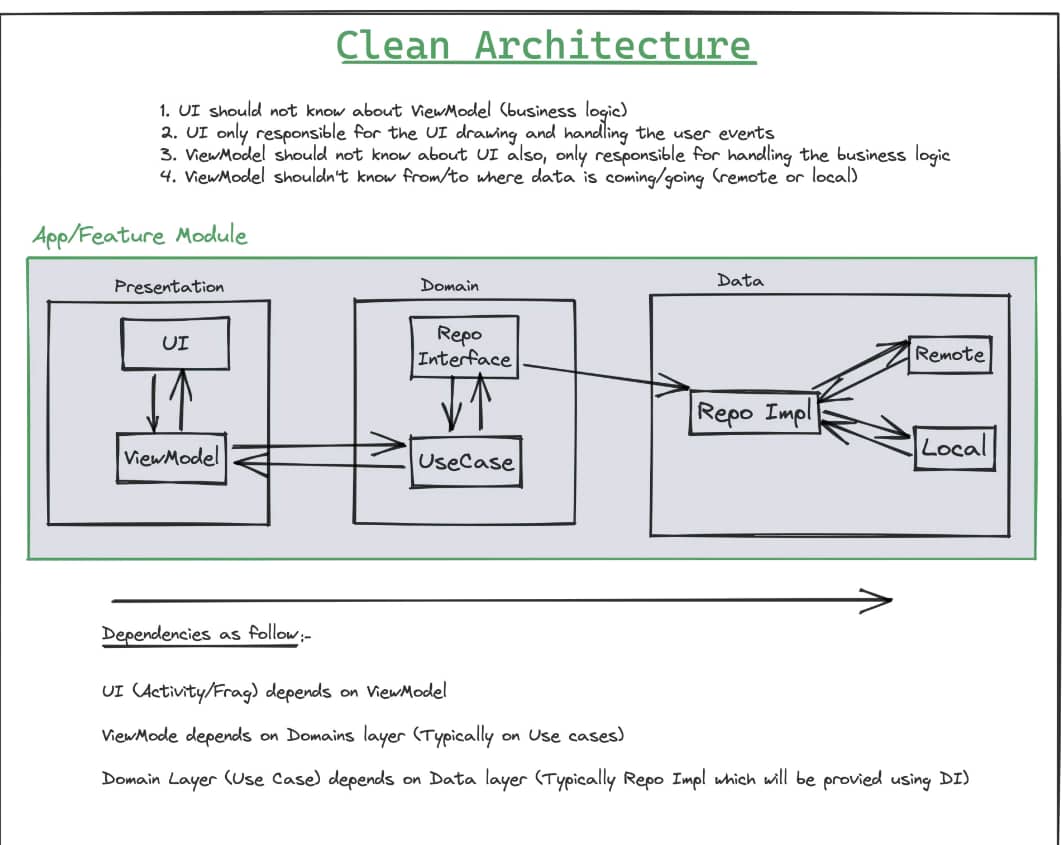 Clean Architecture
1. UI should not know about ViewModel (business logic)
2. UI only responsible for the UI drawing and handling the user events
3. ViewModel should not know about UI also, only responsible for handling the business logic
4. ViewModel shouldn't know from/to where data is coming/going (remote or local)
App/Feature Module
Presentation
UI
ViewModel
Domain
Repo
Interface
UseCase
Data
Repo Impl
Remote
Local
Dependencies as follow:-
UI (Activity/Frag) depends on ViewModel
ViewMode depends on Domains layer (Typically on Use cases)
Domain Layer (Use Case) depends on Data layer (Typically Repo Impl which will be provied using DI)